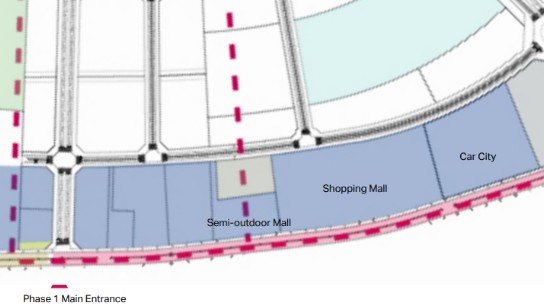 Car City
Shopping Mall
Semi-outdoor Mall
Phase 1 Main Entrance